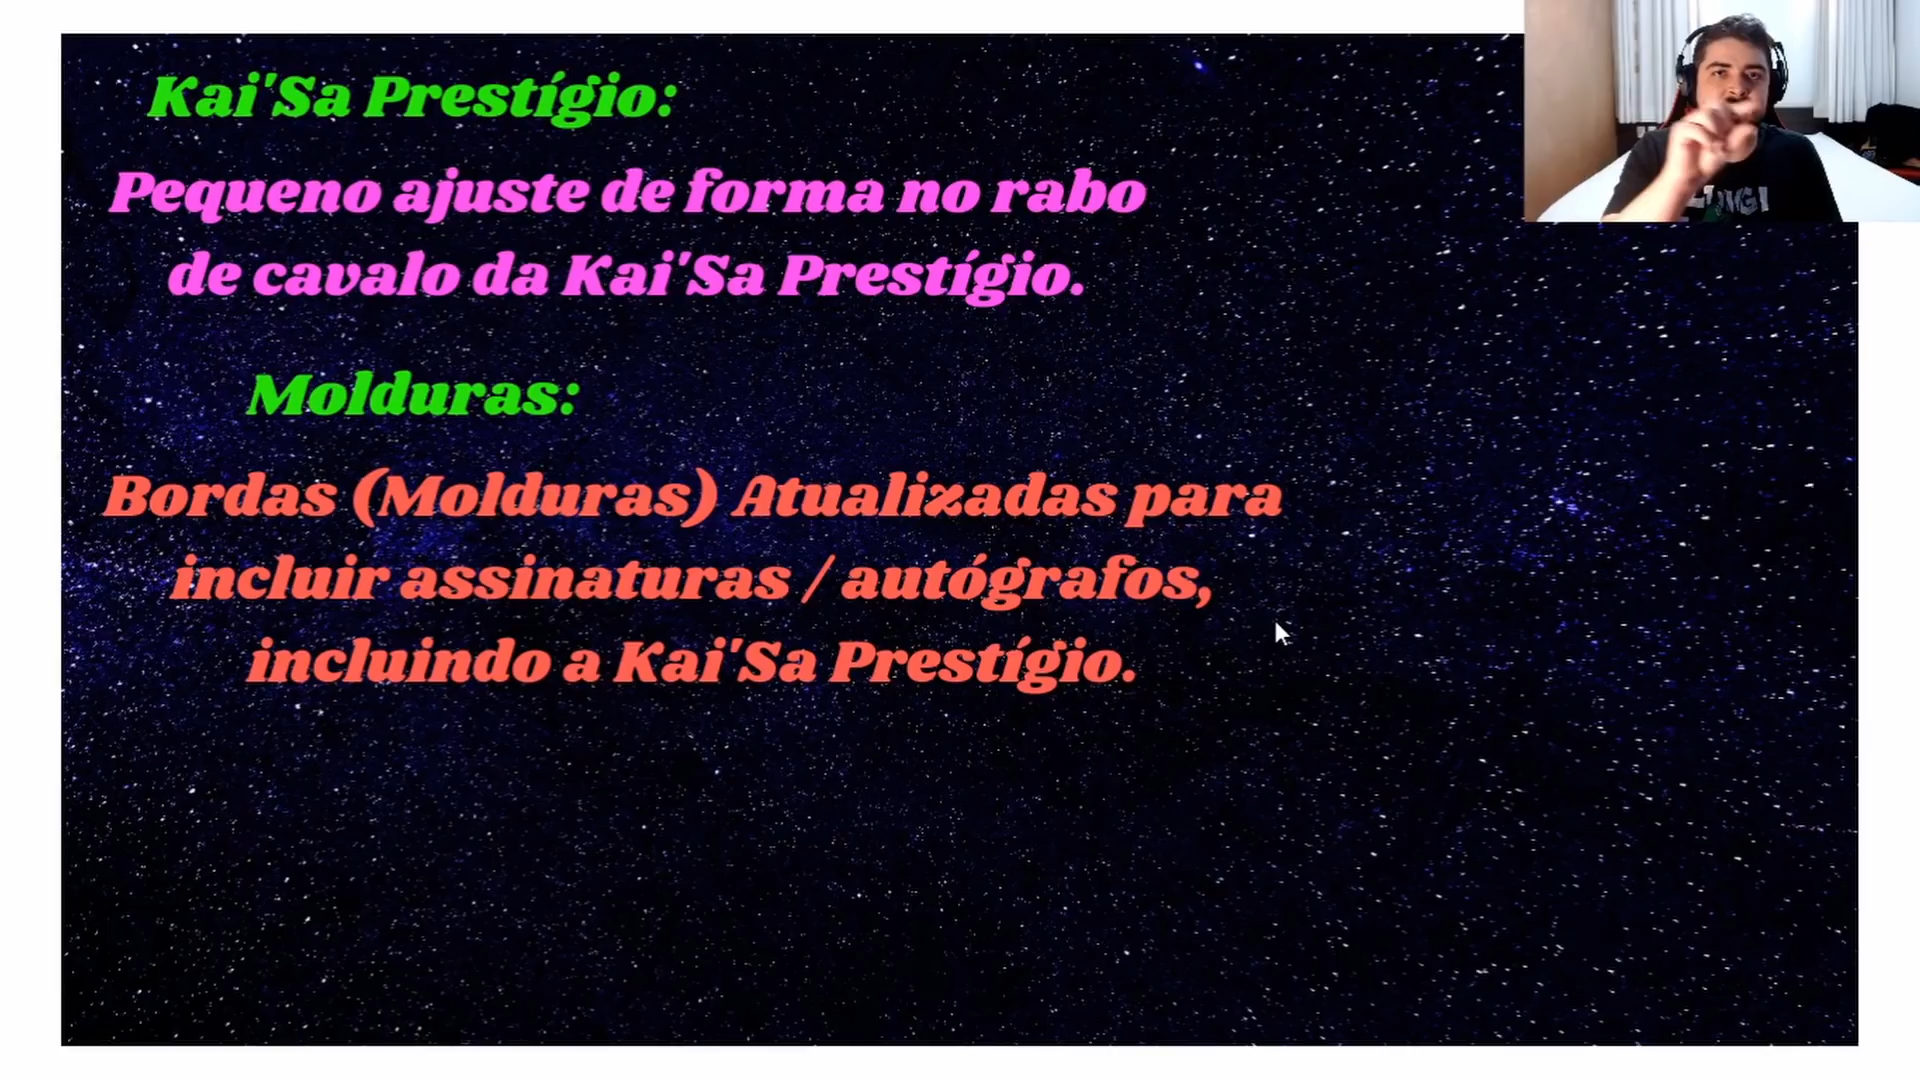 Kai'Sa Prestígio:
Pequeno ajuste de forma no rabo
de cavalo da Kai'Sa Prestígio.
Molduras:
Bordas (Molduras) Atualizadas para
incluir assinaturas / autógrafos,
incluindo a Kai'Sa Prestígio.